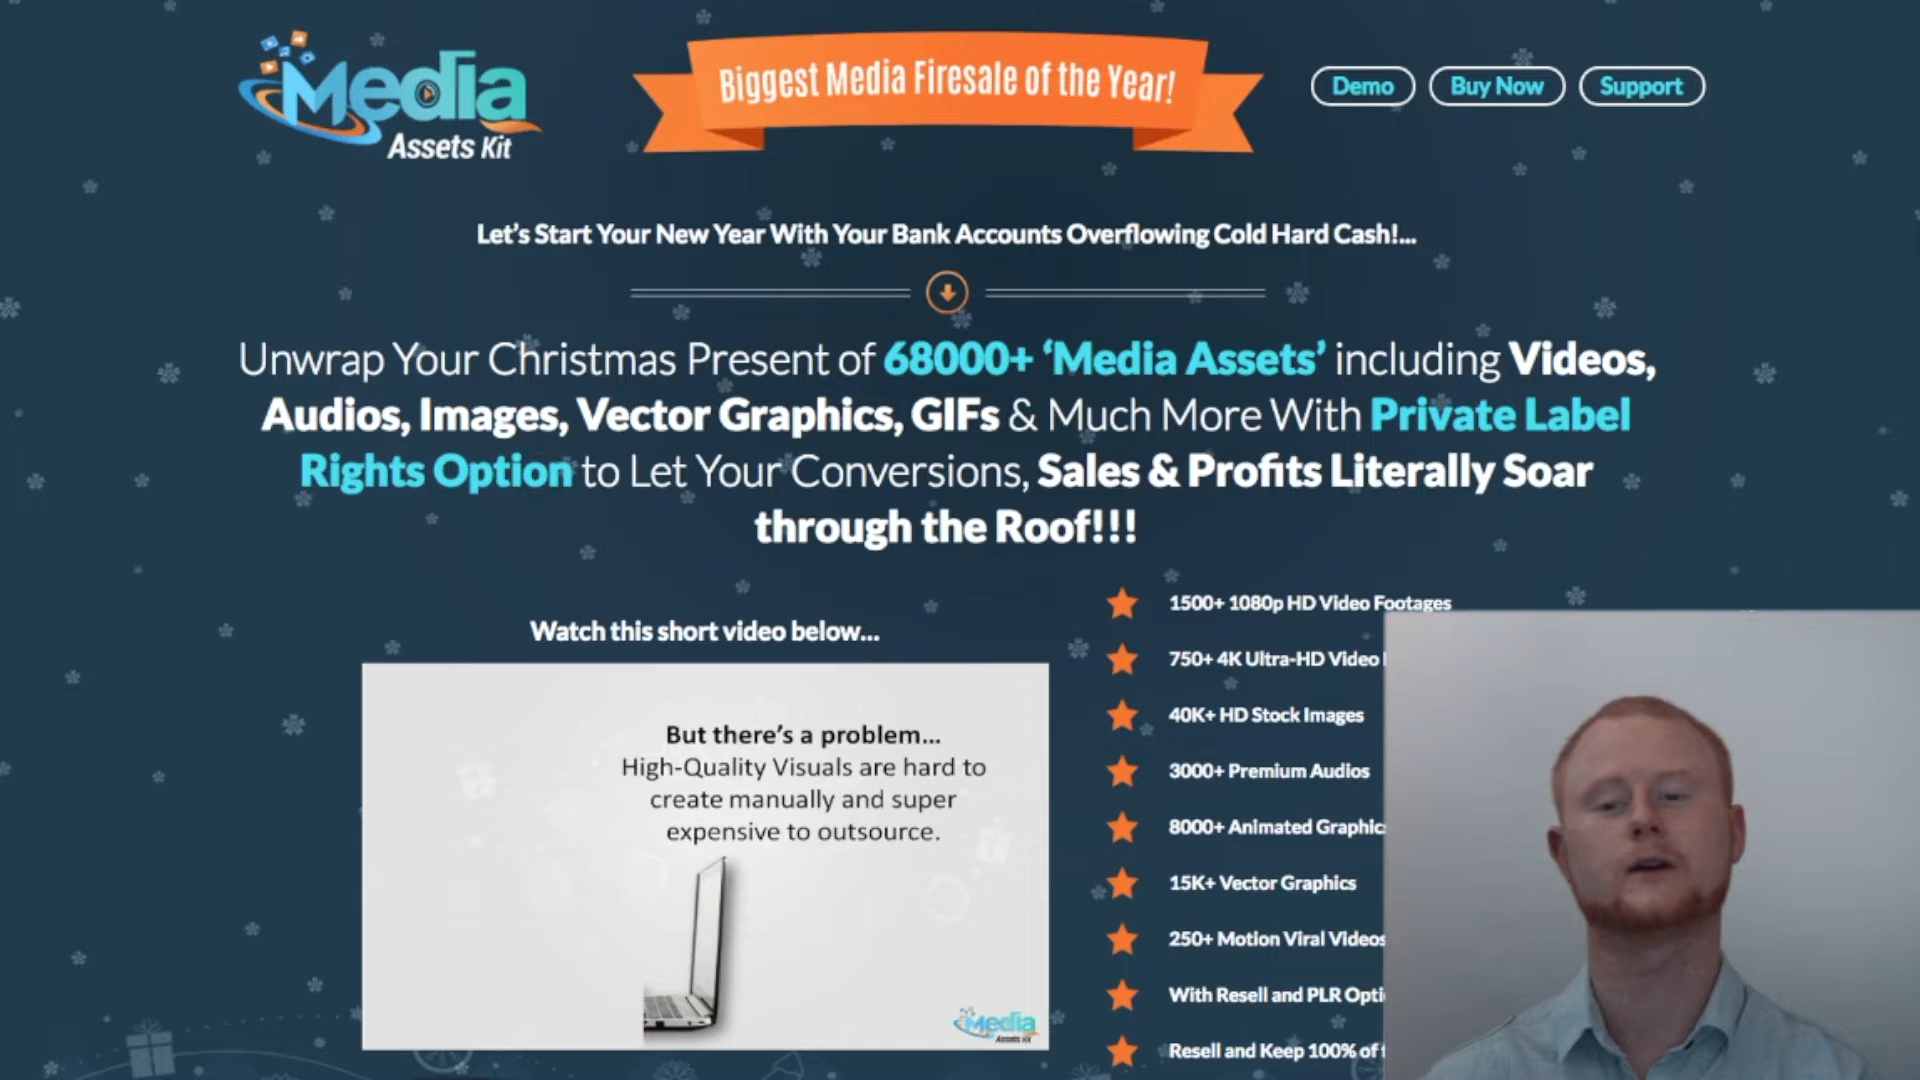 Media
Assets Kit
Biggest Media Firesale of the Year!
Demo
Buy Now
Support
Let's Start Your New Year With Your Bank Accounts Overflowing Cold Hard Cash!...
Unwrap Your Christmas Present of 68000+ ‘Media Assets’ including Videos,
Audios, Images, Vector Graphics, GIFs & Much More With Private Label
Rights Option to Let Your Conversions, Sales & Profits Literally Soar
through the Roof!!!
Watch this short video below...
But there's a problem...
High-Quality Visuals are hard to
create manually and super
expensive to outsource.
Media
Assets Kit
1500+ 1080p HD Video Footages
750+ 4K Ultra-HD Video
40K+ HD Stock Images
3000+ Premium Audios
8000+ Animated Graphics
15K+ Vector Graphics
250+ Motion Viral Videos
With Resell and PLR
Resell and Keep 100% of